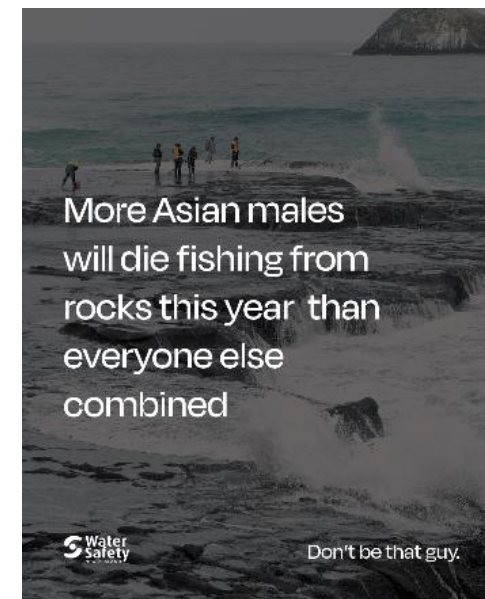 More Asian males
will die fishing from
rocks this year than
everyone else
combined
Water
Safety
Don't be that guy.